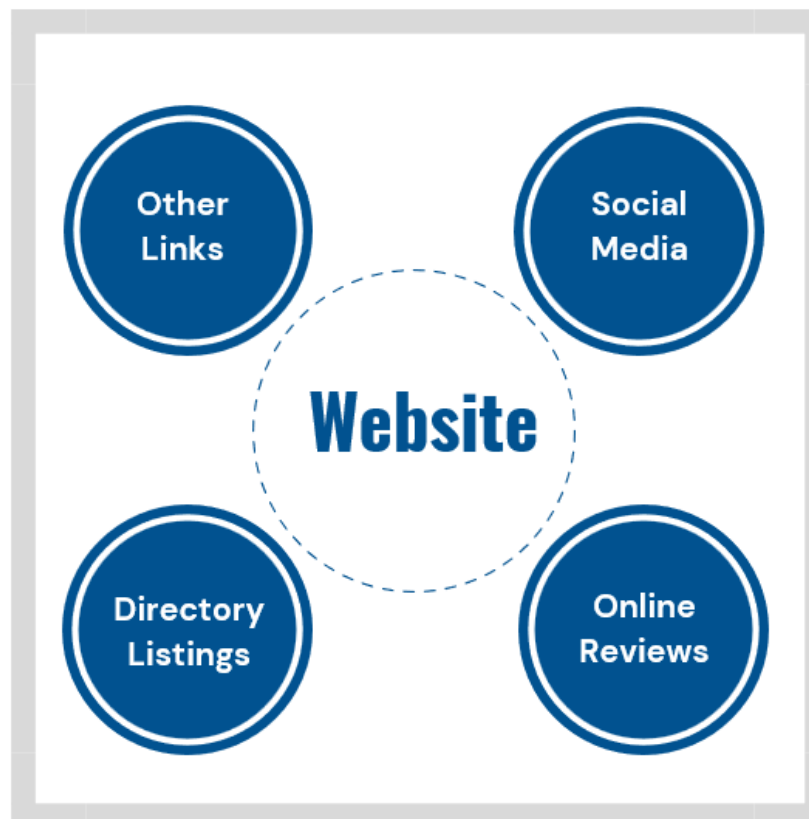 Other
Links
Social
Media
Website
Directory
Listings
Online
Reviews